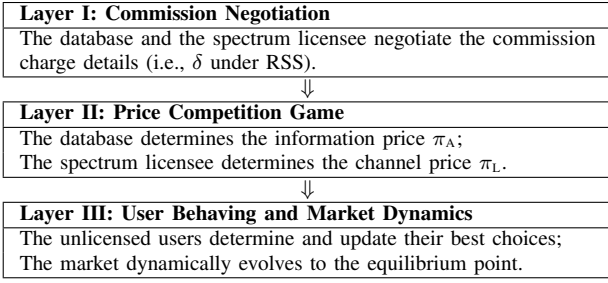 Layer I: Commission Negotiation
The database and the spectrum licensee negotiate the commission
charge details (i.e., δ under RSS).
⇓
Layer II: Price Competition Game
The database determines the information price π_A;
The spectrum licensee determines the channel price π_L.
⇓
Layer III: User Behaving and Market Dynamics
The unlicensed users determine and update their best choices;
The market dynamically evolves to the equilibrium point.